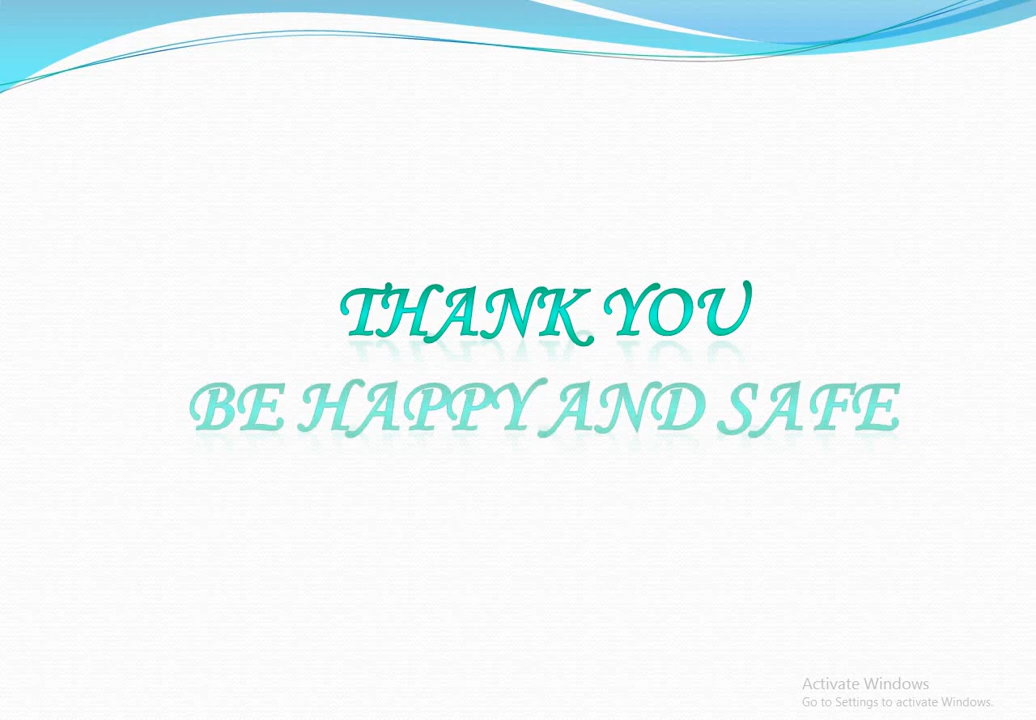 THANK YOU
BE HAPPY AND SAFE
Activate Windows
Go to Settings to activate Windows.